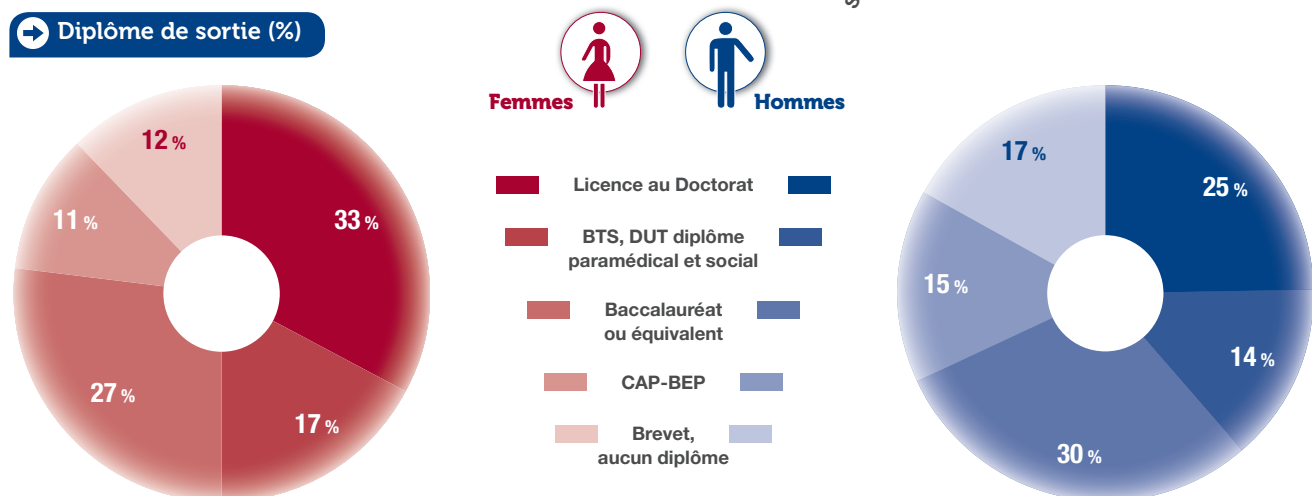 Diplôme de sortie (%)
Femmes
Hommes
12 %
11 %
33 %
27 %
17 %
Licence au Doctorat
BTS, DUT diplôme
paramédical et social
Baccalauréat
ou équivalent
CAP-BEP
Brevet,
aucun diplôme
17 %
25 %
15 %
14 %
30 %